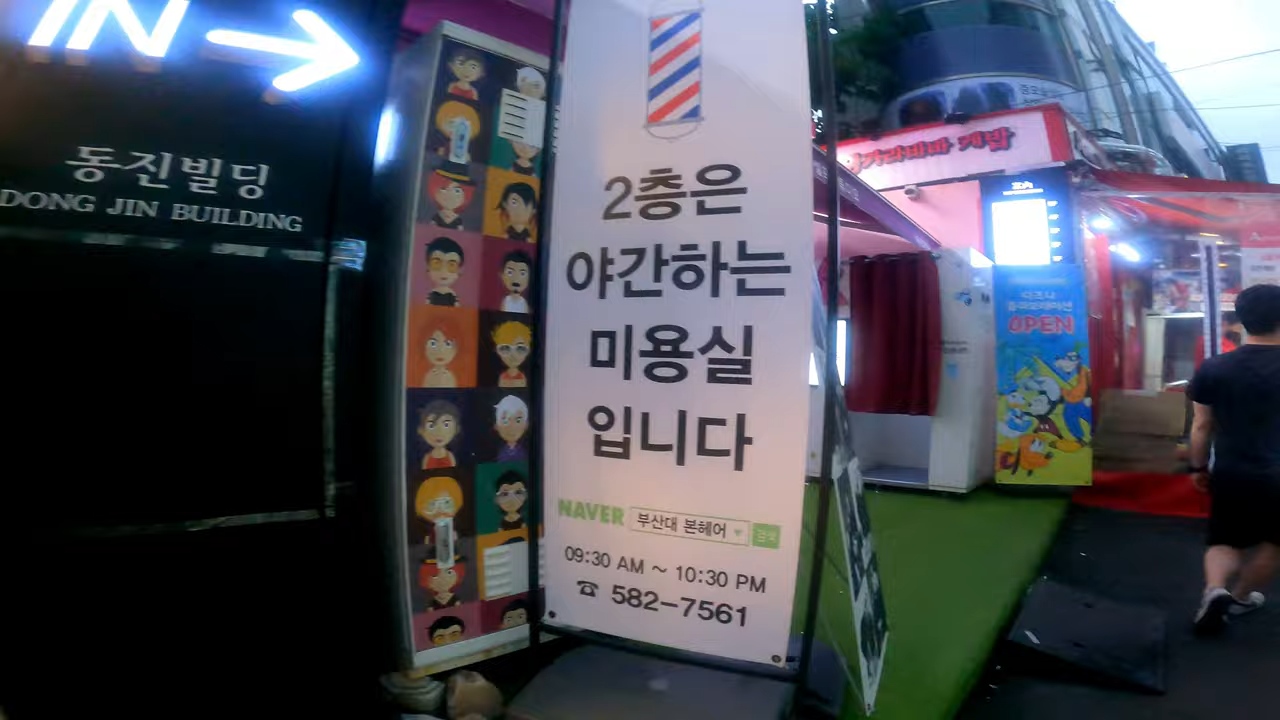 IN →
동진빌딩
DONG JIN BUILDING
2층은
야간하는
미용실
입니다
NAVER 부산대 본헤어 검색
09:30 AM ~ 10:30 PM
☎ 582-7561
OPEN